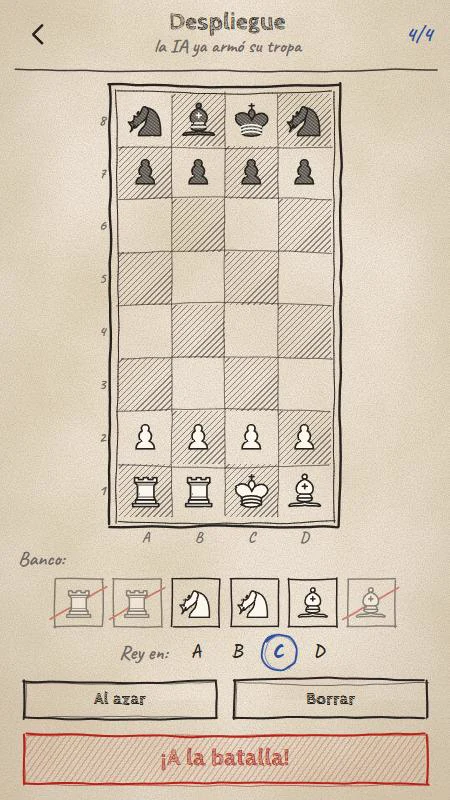 Despliegue
la IA ya armó su tropa
4/4
8
7
6
5
4
3
2
1
A B C D
Banco:
Rey en: A B C D
Al azar Borrar
¡A la batalla!